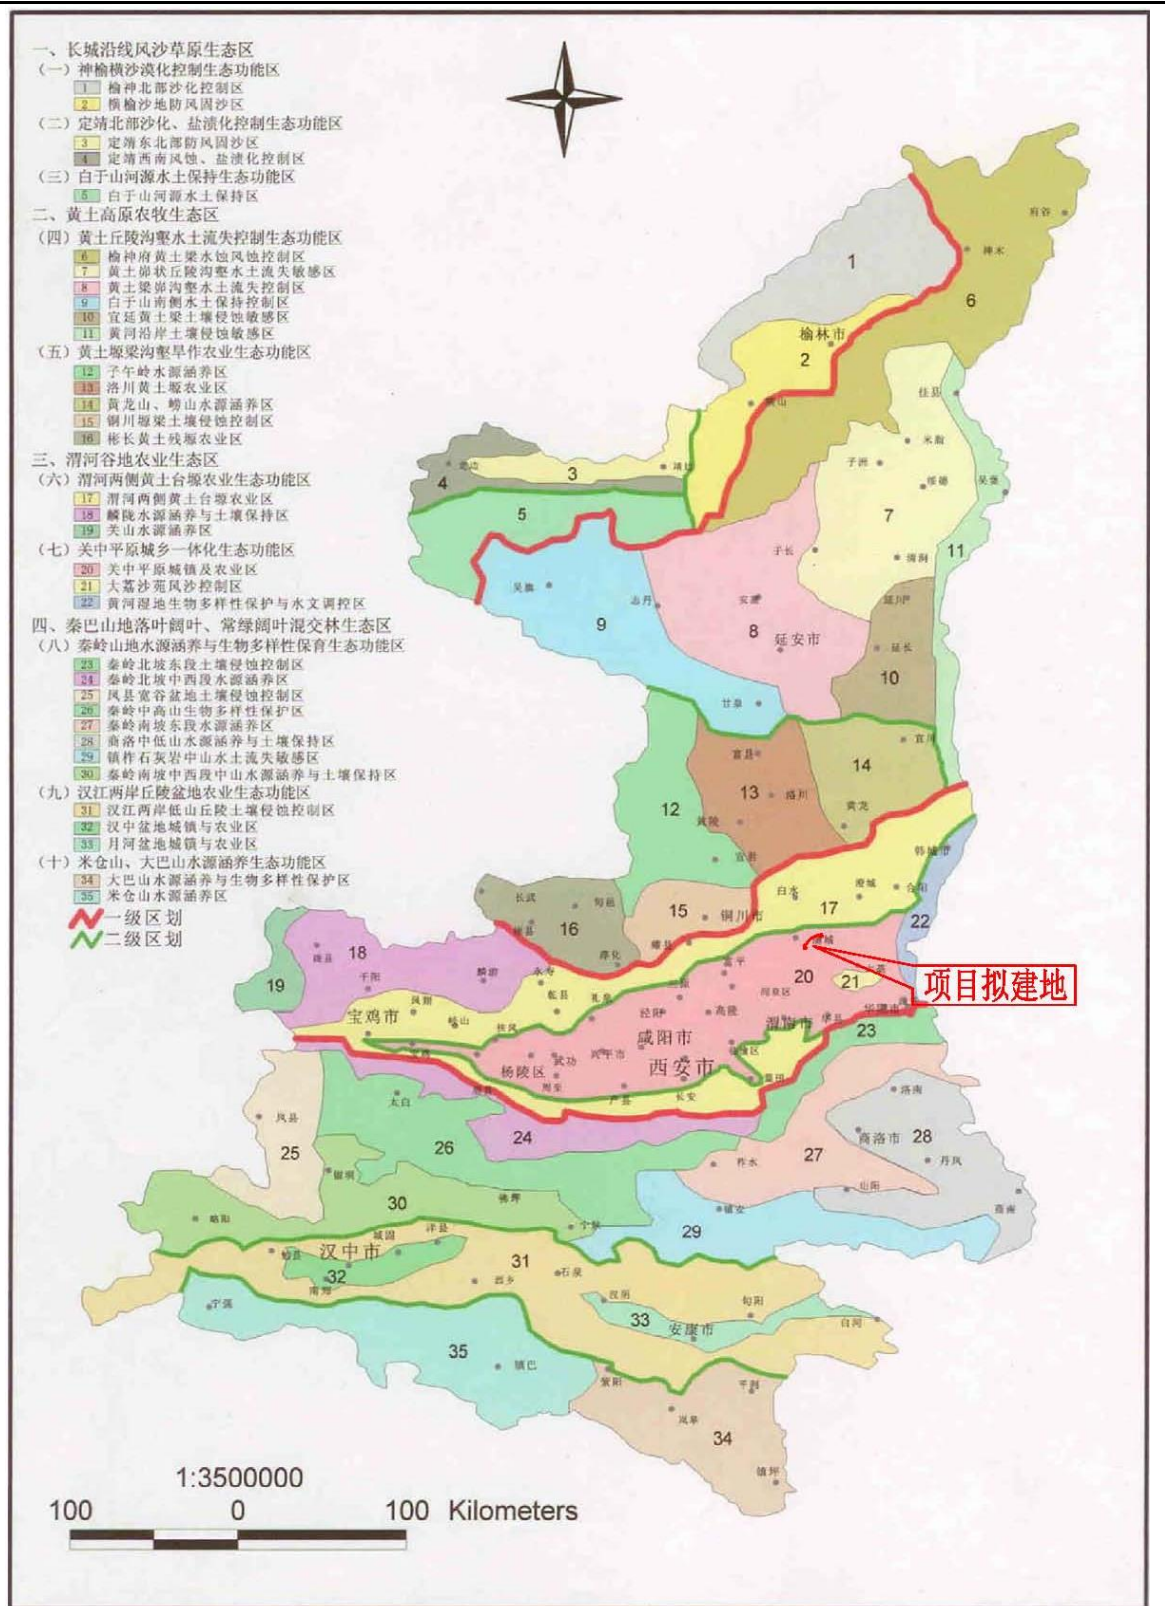 一、长城沿线风沙草原生态区
(一)神榆横沙漠化控制生态功能区
1 榆神北部沙化控制区
2 横榆沙地防风固沙区
(二)定靖北部沙化、盐渍化控制生态功能区
3 定靖东北部防风固沙区
4 定靖西南风蚀、盐渍化控制区
(三)白于山河源水土保持生态功能区
5 白于山河源水土保持区
二、黄土高原农牧生态区
(四)黄土丘陵沟壑水土流失控制生态功能区
6 榆神府黄土梁水蚀风蚀控制区
7 黄土峁状丘陵沟壑水土流失敏感区
8 黄土梁峁沟壑水土流失控制区
9 白于山南侧水土保持控制区
10 宜延黄土梁土壤侵蚀敏感区
11 黄河沿岸土壤侵蚀敏感区
(五)黄土塬梁沟壑旱作农业生态功能区
12 子午岭水源涵养区
13 洛川黄土塬农业区
14 黄龙山、崂山水源涵养区
15 铜川塬梁土壤侵蚀控制区
16 彬长黄土残塬农业区
三、渭河谷地农业生态区
(六)渭河两侧黄土台塬农业生态功能区
17 渭河两侧黄土台塬农业区
18 麟陇水源涵养与土壤保持区
19 关山水源涵养区
(七)关中平原城乡一体化生态功能区
20 关中平原城镇及农业区
21 大荔沙苑风沙控制区
22 黄河湿地生物多样性保护与水文调控区
四、秦巴山地落叶阔叶、常绿阔叶混交林生态区
(八)秦岭山地水源涵养与生物多样性保育生态功能区
23 秦岭北坡东段土壤侵蚀控制区
24 秦岭北坡中西段水源涵养区
25 凤县宽谷盆地土壤侵蚀控制区
26 秦岭中高山生物多样性保护区
27 秦岭南坡东段水源涵养区
28 商洛中低山水源涵养与土壤保持区
29 镇柞石灰岩中山水土流失敏感区
30 秦岭南坡中西段中山水源涵养与土壤保持区
(九)汉江两岸丘陵盆地农业生态功能区
31 汉江两岸低山丘陵土壤侵蚀控制区
32 汉中盆地城镇与农业区
33 月河盆地城镇与农业区
(十)米仓山、大巴山水源涵养生态功能区
34 大巴山水源涵养与生物多样性保护区
35 米仓山水源涵养区
一级区划
二级区划
府谷
神木
1
6
榆林市
2
佳县
米脂
子洲
绥德
吴堡
定边
3
4
5
7
11
子长
清涧
吴旗
志丹
9
安塞
8
延安市
延川
延长
10
甘泉
宜川
富县
14
12
13
洛川
黄陵
黄龙
宜君
韩城市
长武
旬邑
16
彬县
淳化
15
铜川市
耀县
白水
澄城
合阳
17
22
18
陇县
千阳
麟游
永寿
19
凤翔
岐山
扶风
乾县
礼泉
三原
富平
蒲城
20
21
项目拟建地
宝鸡市
泾阳
高陵
渭南市
华县
23
咸阳市
西安市
杨陵区
武功
兴平市
周至
户县
长安
蓝田
太白
24
26
凤县
25
留坝
30
佛坪
宁陕
略阳
洛南
商洛市
28
丹凤
27
柞水
山阳
商南
镇安
29
城固
洋县
勉县
汉中市
32
南郑
31
西乡
石泉
汉阴
旬阳
33
安康市
白河
宁强
35
镇巴
紫阳
平利
岚皋
34
镇坪
1:3500000
100 0 100 Kilometers